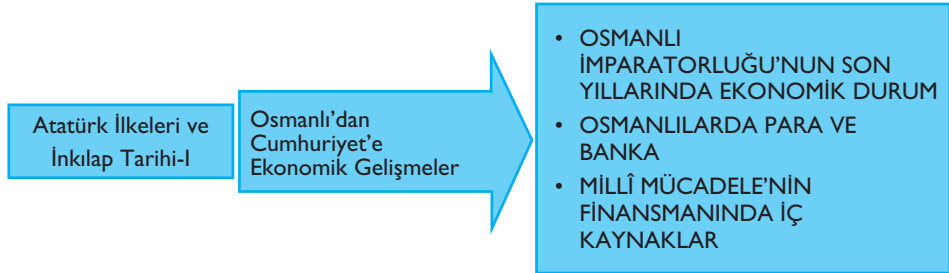 Atatürk İlkeleri ve
İnkılap Tarihi-I
Osmanlı’dan
Cumhuriyet’e
Ekonomik Gelişmeler
• OSMANLI
İMPARATORLUĞU’NUN SON
YILLARINDA EKONOMİK DURUM
• OSMANLILARDA PARA VE
BANKA
• MİLLÎ MÜCADELE’NİN
FİNSANMANINDA İÇ
KAYNAKLAR